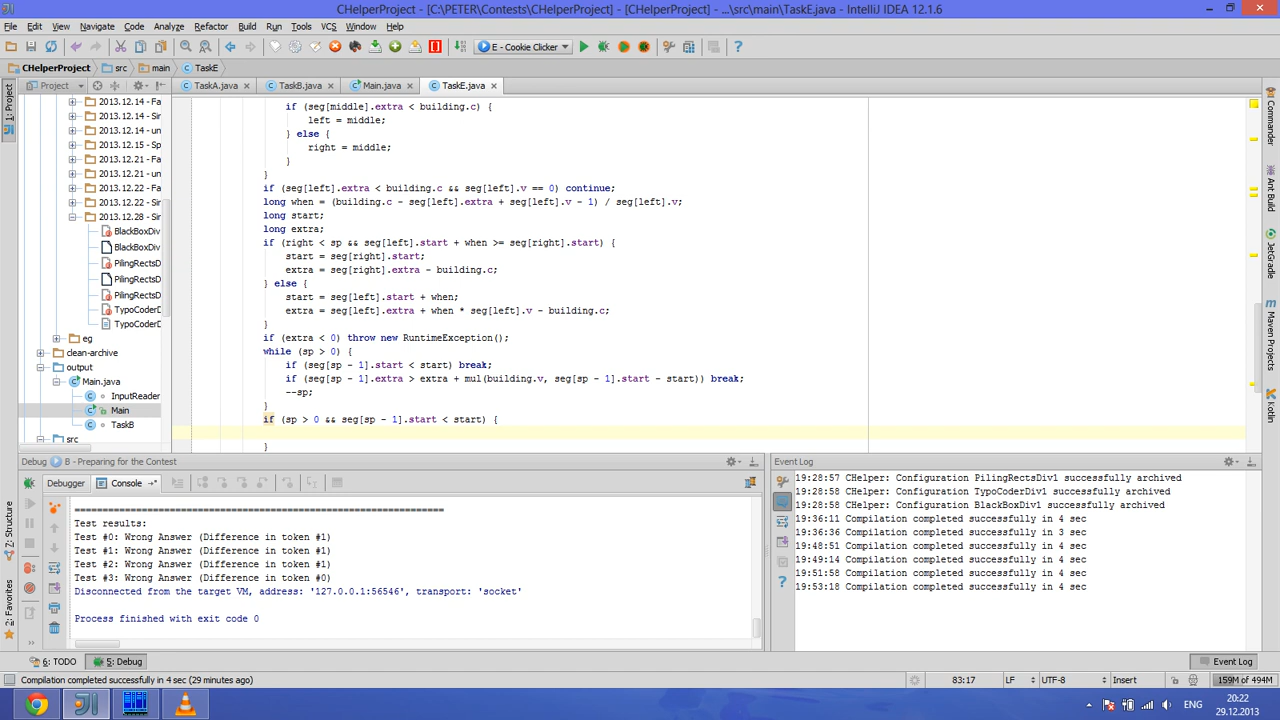 CHelperProject - [C:\PETER\Contests\CHelperProject] - [CHelperProject] - ...\src\main\TaskE.java - IntelliJ IDEA 12.1.6
File Edit View Navigate Code Analyze Refactor Build Run Tools VCS Window Help
E - Cookie Clicker
CHelperProject src main TaskE
Project TaskA.java TaskB.java Main.java TaskE.java
1: Project
Z: Structure
2: Favorites
2013.12.14 - Fa
2013.12.14 - Sir
2013.12.14 - un
2013.12.15 - Sp
2013.12.21 - Fa
2013.12.21 - un
2013.12.22 - Fa
2013.12.22 - Sir
2013.12.28 - Sir
BlackBoxDiv
BlackBoxDiv
PilingRectsD
PilingRectsD
PilingRectsD
TypoCoderD
TypoCoderD
eg
clean-archive
output
Main.java
InputReader
Main
TaskB
src
if (seg[middle].extra < building.c) {
left = middle;
} else {
right = middle;
}
}
if (seg[left].extra < building.c && seg[left].v == 0) continue;
long when = (building.c - seg[left].extra + seg[left].v - 1) / seg[left].v;
long start;
long extra;
if (right < sp && seg[left].start + when >= seg[right].start) {
start = seg[right].start;
extra = seg[right].extra - building.c;
} else {
start = seg[left].start + when;
extra = seg[left].extra + when * seg[left].v - building.c;
}
if (extra < 0) throw new RuntimeException();
while (sp > 0) {
if (seg[sp - 1].start < start) break;
if (seg[sp - 1].extra > extra + mul(building.v, seg[sp - 1].start - start)) break;
--sp;
}
if (sp > 0 && seg[sp - 1].start < start) {
}
Commander
Ant Build
JetGradle
Maven Projects
Kotlin
Debug B - Preparing for the Contest
Debugger Console
================================================================
Test results:
Test #0: Wrong Answer (Difference in token #1)
Test #1: Wrong Answer (Difference in token #1)
Test #2: Wrong Answer (Difference in token #1)
Test #3: Wrong Answer (Difference in token #0)
Disconnected from the target VM, address: '127.0.0.1:56546', transport: 'socket'
Process finished with exit code 0
Event Log
19:28:57 CHelper: Configuration PilingRectsDiv1 successfully archived
19:28:58 CHelper: Configuration TypoCoderDiv1 successfully archived
19:28:58 CHelper: Configuration BlackBoxDiv1 successfully archived
19:36:11 Compilation completed successfully in 4 sec
19:36:36 Compilation completed successfully in 3 sec
19:48:51 Compilation completed successfully in 4 sec
19:49:14 Compilation completed successfully in 4 sec
19:51:58 Compilation completed successfully in 4 sec
19:53:18 Compilation completed successfully in 4 sec
6: TODO 5: Debug Event Log
Compilation completed successfully in 4 sec (29 minutes ago) 83:17 LF UTF-8 Insert 159M of 494M
ENG
20:22
29.12.2013